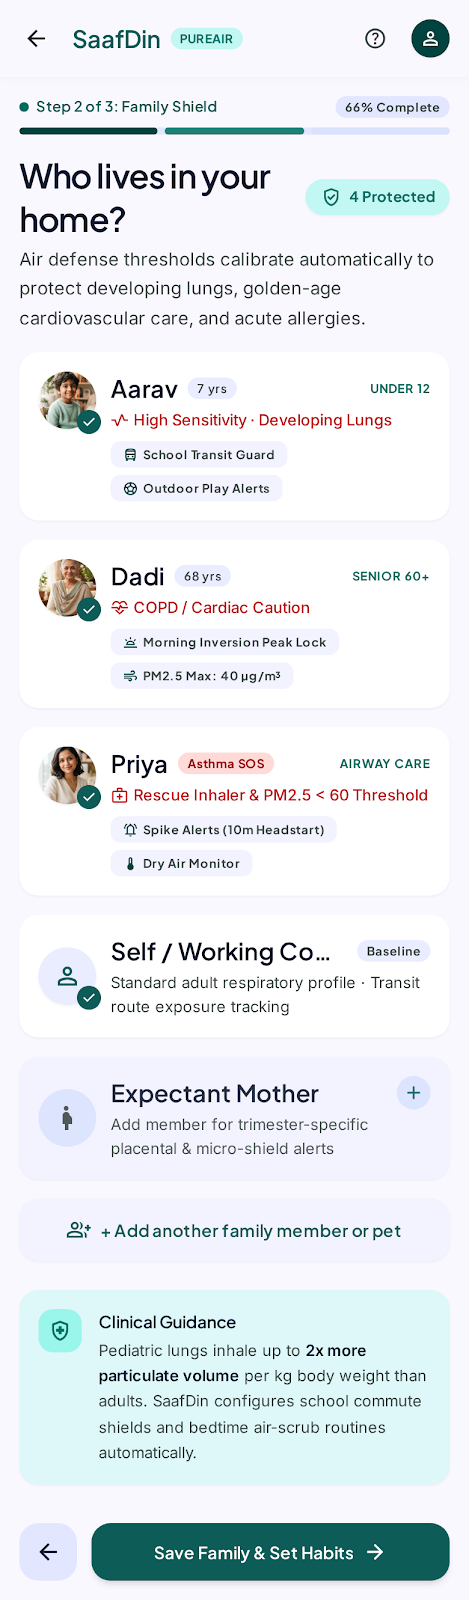 SaafDin PUREAIR
Step 2 of 3: Family Shield 66% Complete
Who lives in your
home?
4 Protected
Air defense thresholds calibrate automatically to
protect developing lungs, golden-age
cardiovascular care, and acute allergies.
Aarav 7 yrs UNDER 12
High Sensitivity · Developing Lungs
School Transit Guard
Outdoor Play Alerts
Dadi 68 yrs SENIOR 60+
COPD / Cardiac Caution
Morning Inversion Peak Lock
PM2.5 Max: 40 µg/m³
Priya Asthma SOS AIRWAY CARE
Rescue Inhaler & PM2.5 < 60 Threshold
Spike Alerts (10m Headstart)
Dry Air Monitor
Self / Working Co... Baseline
Standard adult respiratory profile · Transit
route exposure tracking
Expectant Mother
Add member for trimester-specific
placental & micro-shield alerts
+ Add another family member or pet
Clinical Guidance
Pediatric lungs inhale up to 2x more
particulate volume per kg body weight than
adults. SaafDin configures school commute
shields and bedtime air-scrub routines
automatically.
Save Family & Set Habits